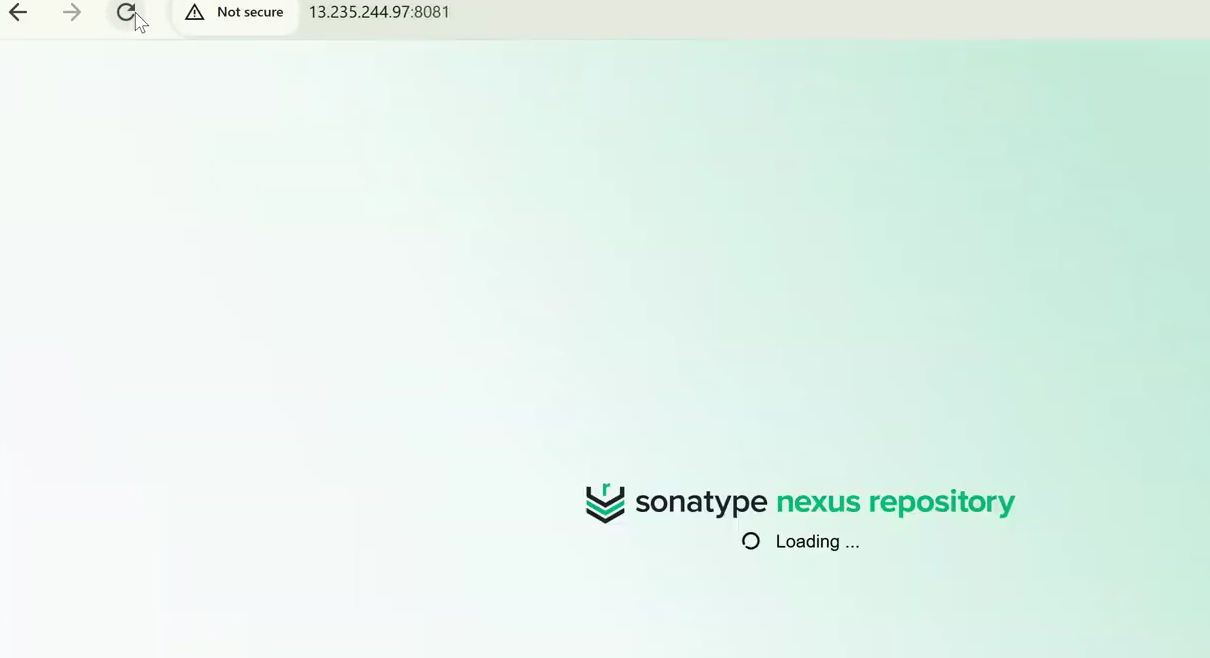 Not secure 13.235.244.97:8081
sonatype nexus repository
Loading ...